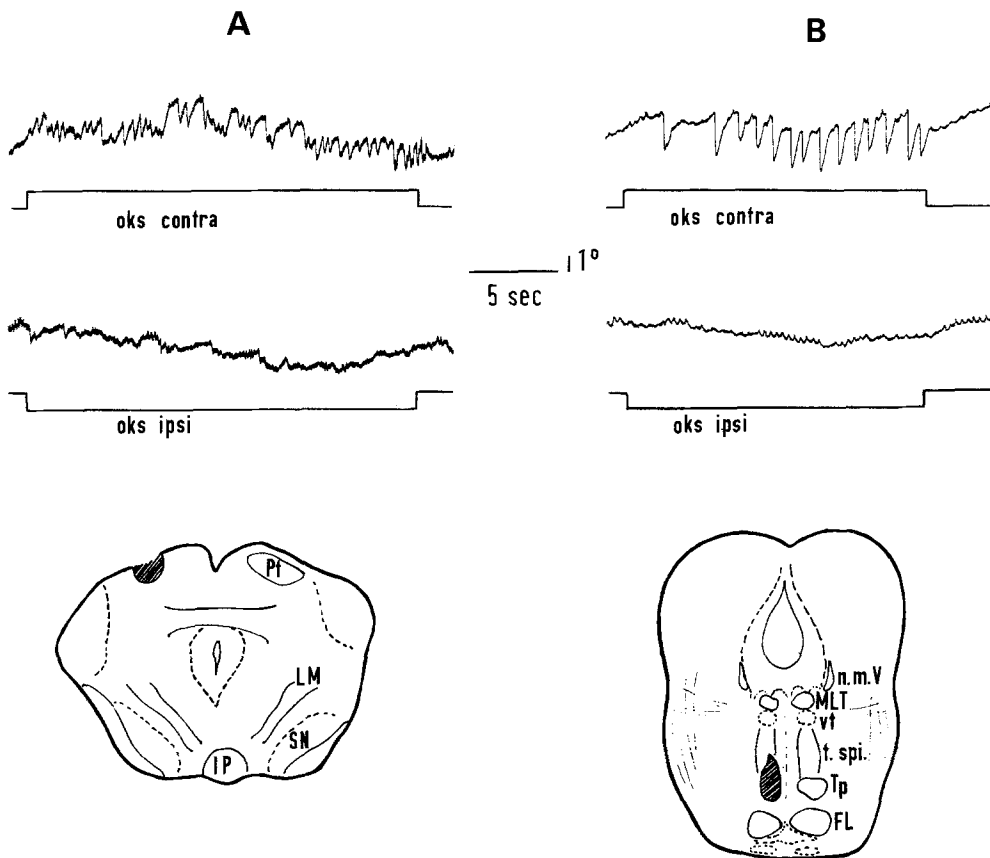 A
B
oks contra
oks contra
1°
5 sec
oks ipsi
oks ipsi
Pt
LM
SN
IP
n.m.V
MLT
vt
t. spi.
Tp
FL